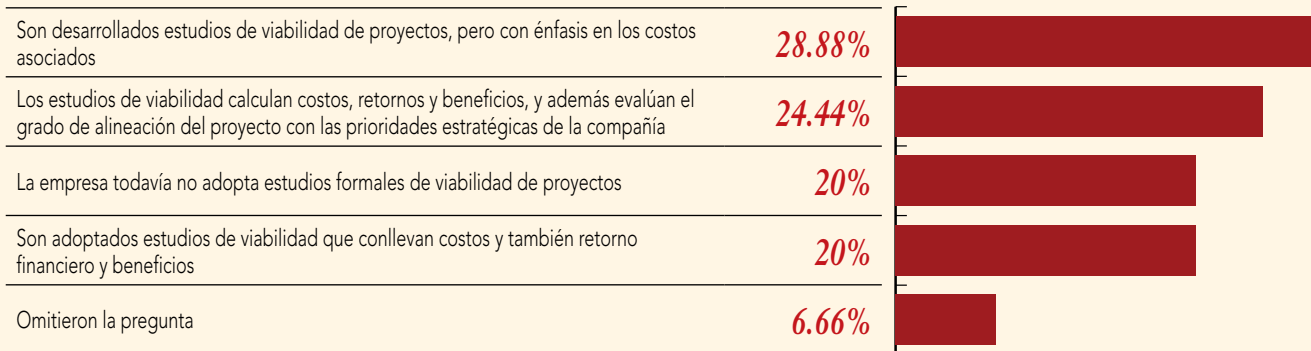 Son desarrollados estudios de viabilidad de proyectos, pero con énfasis en los costos
asociados
28.88%
Los estudios de viabilidad calculan costos, retornos y beneficios, y además evalúan el
grado de alineación del proyecto con las prioridades estratégicas de la compañía
24.44%
La empresa todavía no adopta estudios formales de viabilidad de proyectos
20%
Son adoptados estudios de viabilidad que conllevan costos y también retorno
financiero y beneficios
20%
Omitieron la pregunta
6.66%